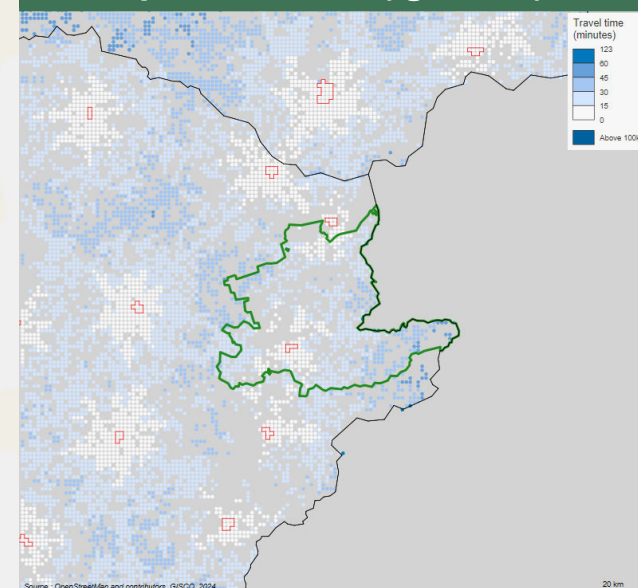 Travel time
(minutes)
123
60
45
30
15
0
Above 100k
Source : OpenStreetMap and contributors, GISCO, 2024
20 km